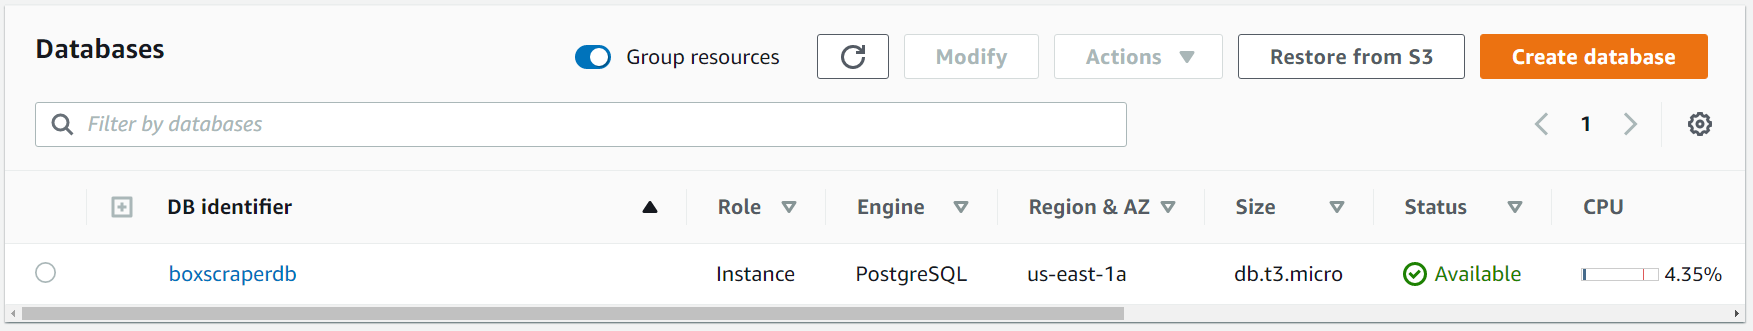 Databases
Group resources
Modify
Actions
Restore from S3
Create database
Filter by databases
1
DB identifier
Role
Engine
Region & AZ
Size
Status
CPU
boxscraperdb
Instance
PostgreSQL
us-east-1a
db.t3.micro
Available
4.35%